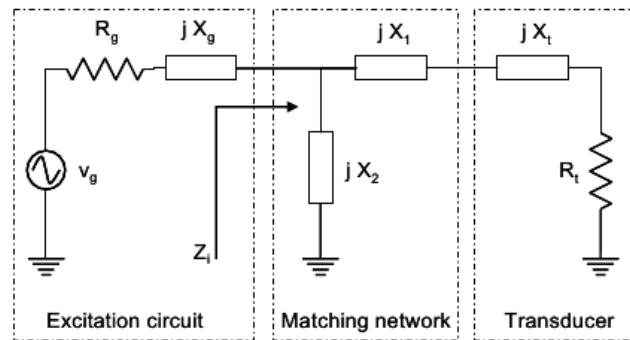 R_g
j X_g
j X_1
j X_t
v_g
j X_2
R_t
Z_i
Excitation circuit
Matching network
Transducer